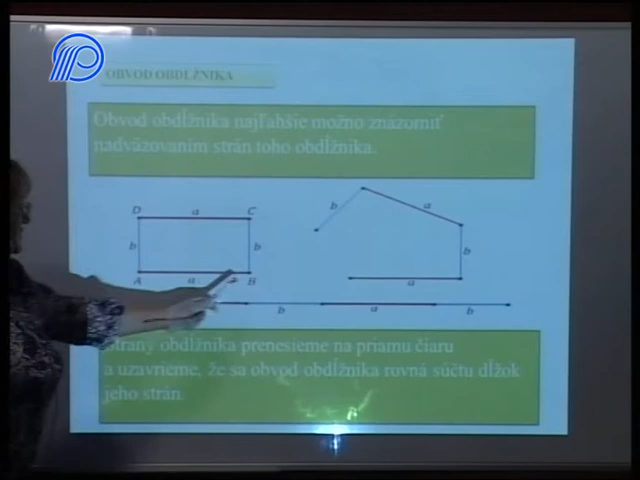 OBVOD OBDĹŽNIKA
Obvod obdĺžnika najľahšie možno znázorniť
nadväzovaním strán toho obdĺžnika.
D a C
b b
A a B
b a
b
a
b a b
Strany obdĺžnika prenesieme na priamu čiaru
a uzavrieme, že sa obvod obdĺžnika rovná súčtu dĺžok
jeho strán.